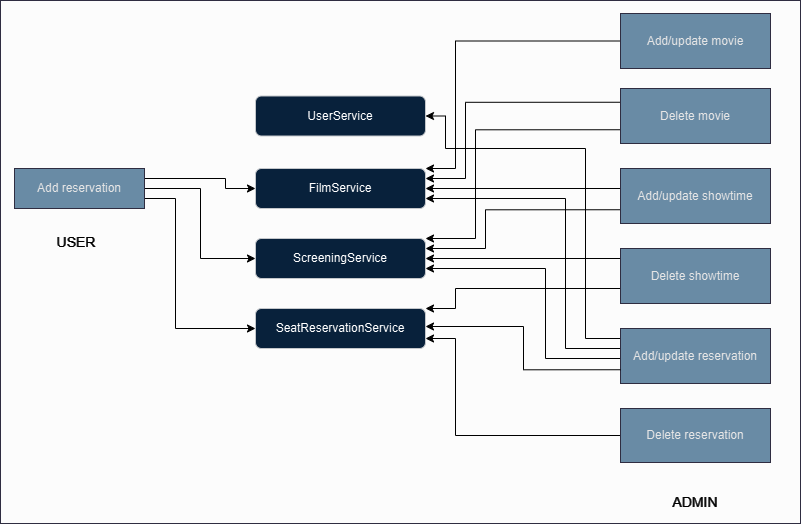 Add/update movie
UserService
Delete movie
Add reservation
FilmService
Add/update showtime
USER
ScreeningService
Delete showtime
SeatReservationService
Add/update reservation
Delete reservation
ADMIN